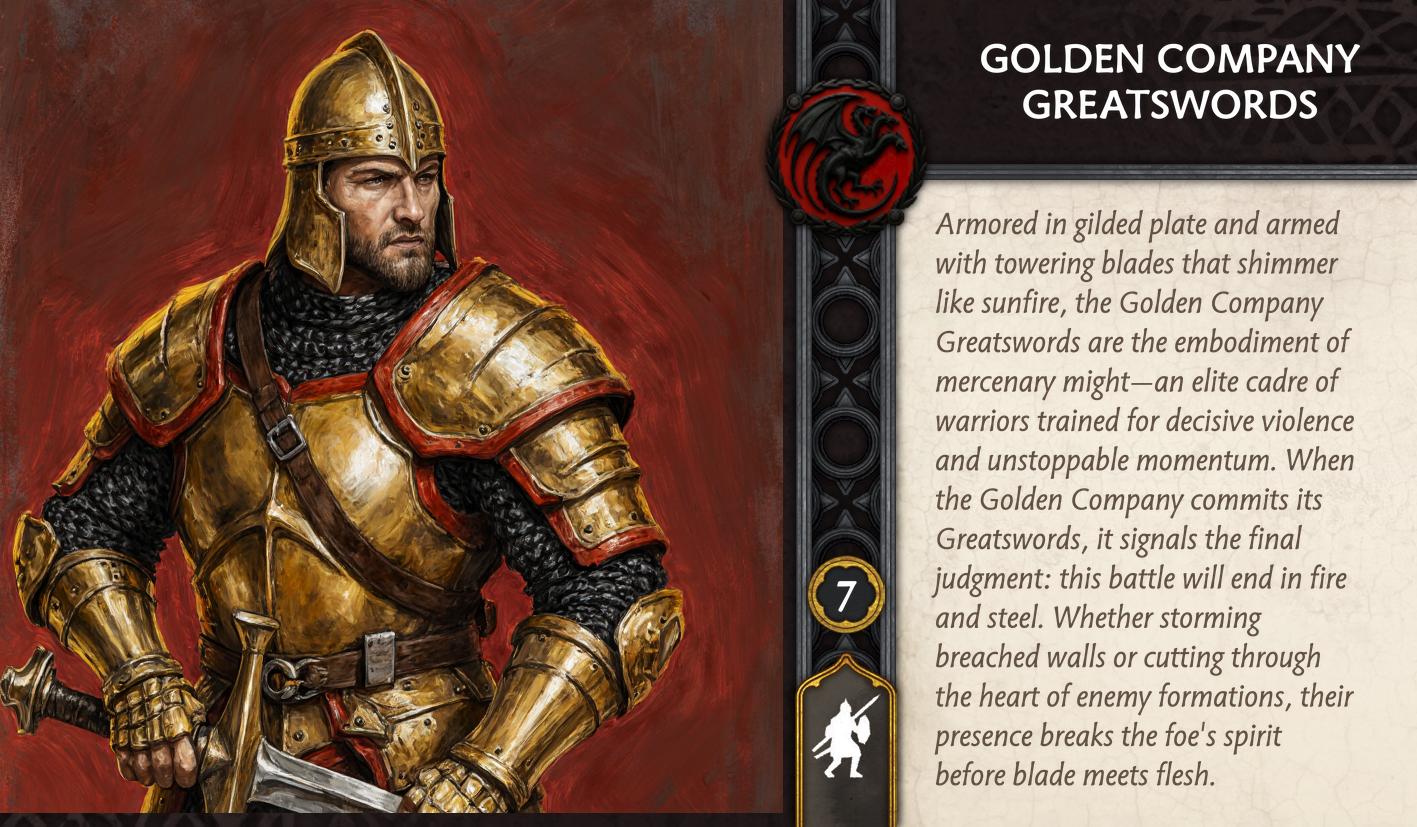 GOLDEN COMPANY
GREATSWORDS
Armored in gilded plate and armed
with towering blades that shimmer
like sunfire, the Golden Company
Greatswords are the embodiment of
mercenary might—an elite cadre of
warriors trained for decisive violence
and unstoppable momentum. When
the Golden Company commits its
Greatswords, it signals the final
judgment: this battle will end in fire
and steel. Whether storming
breached walls or cutting through
the heart of enemy formations, their
presence breaks the foe's spirit
before blade meets flesh.
7